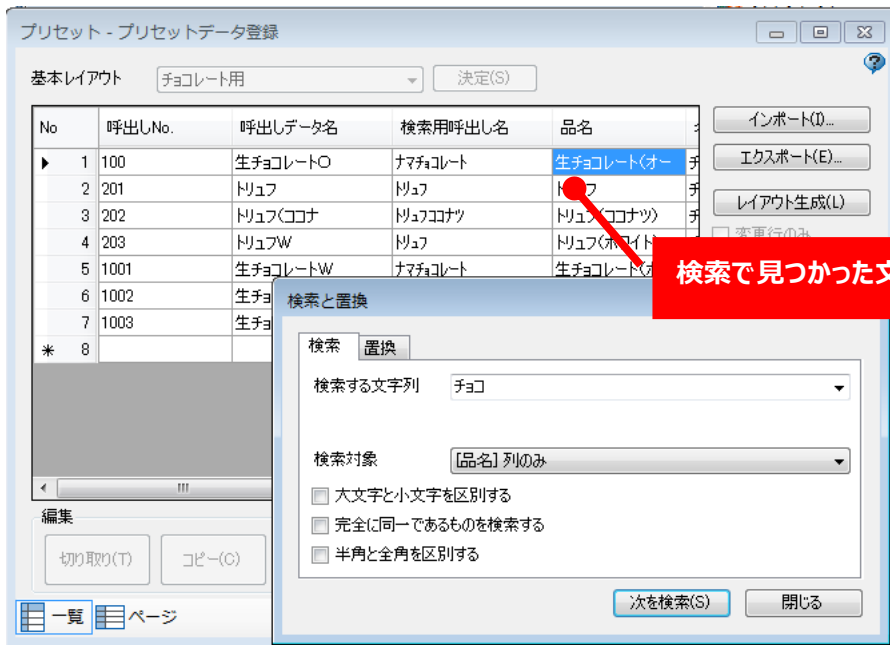 プリセット - プリセットデータ登録
基本レイアウト チョコレート用 決定(S)
No 呼出しNo. 呼出しデータ名 検索用呼出し名 品名
1 100 生チョコレートO ナマチョコレート 生チョコレート(オー
2 201 トリュフ トリュフ
3 202 トリュフ(ココナ トリュフココナツ トリュフ(ココナツ)
4 203 トリュフW トリュフ トリュフ(ホワイト)
5 1001 生チョコレートW ナマチョコレート 生チョコレート(ホ
6 1002 生チョ
7 1003 生チョ
* 8
インポート(I)...
エクスポート(E)...
レイアウト生成(L)
変更行のみ
検索で見つかった文
検索と置換
検索 置換
検索する文字列 チョコ
検索対象 [品名] 列のみ
大文字と小文字を区別する
完全に同一であるものを検索する
半角と全角を区別する
次を検索(S) 閉じる
編集
切り取り(T) コピー(C)
一覧 ページ